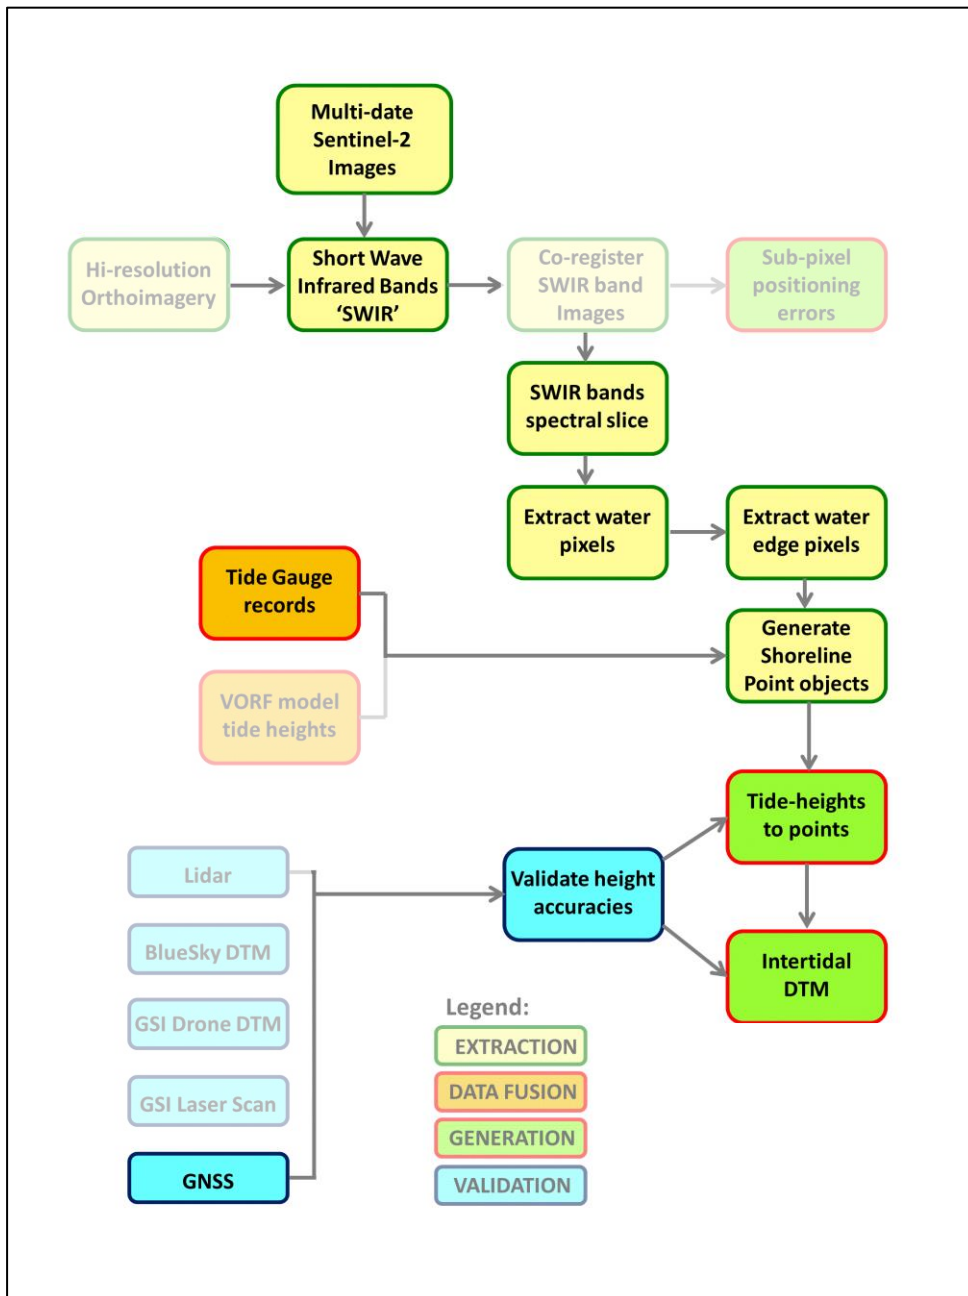 Multi-date
Sentinel-2
Images
Hi-resolution
Orthoimagery
Short Wave
Infrared Bands
‘SWIR’
Co-register
SWIR band
Images
Sub-pixel
positioning
errors
SWIR bands
spectral slice
Extract water
pixels
Extract water
edge pixels
Tide Gauge
records
Generate
Shoreline
Point objects
VORF model
tide heights
Tide-heights
to points
Lidar
Validate height
accuracies
BlueSky DTM
Intertidal
DTM
GSI Drone DTM
GSI Laser Scan
GNSS
Legend:
EXTRACTION
DATA FUSION
GENERATION
VALIDATION